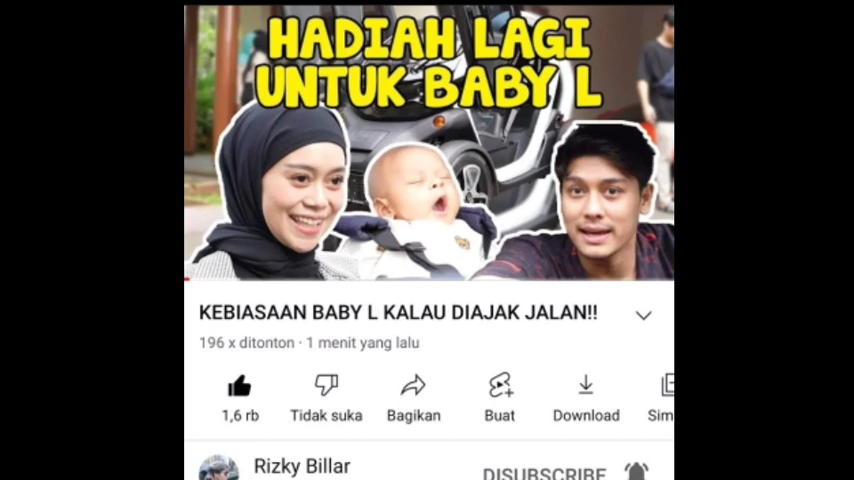 HADIAH LAGI
UNTUK BABY L
KEBIASAAN BABY L KALAU DIAJAK JALAN!!
196 x ditonton · 1 menit yang lalu
1,6 rb
Tidak suka
Bagikan
Buat
Download
Sim
Rizky Billar
DISUBSCRIBE